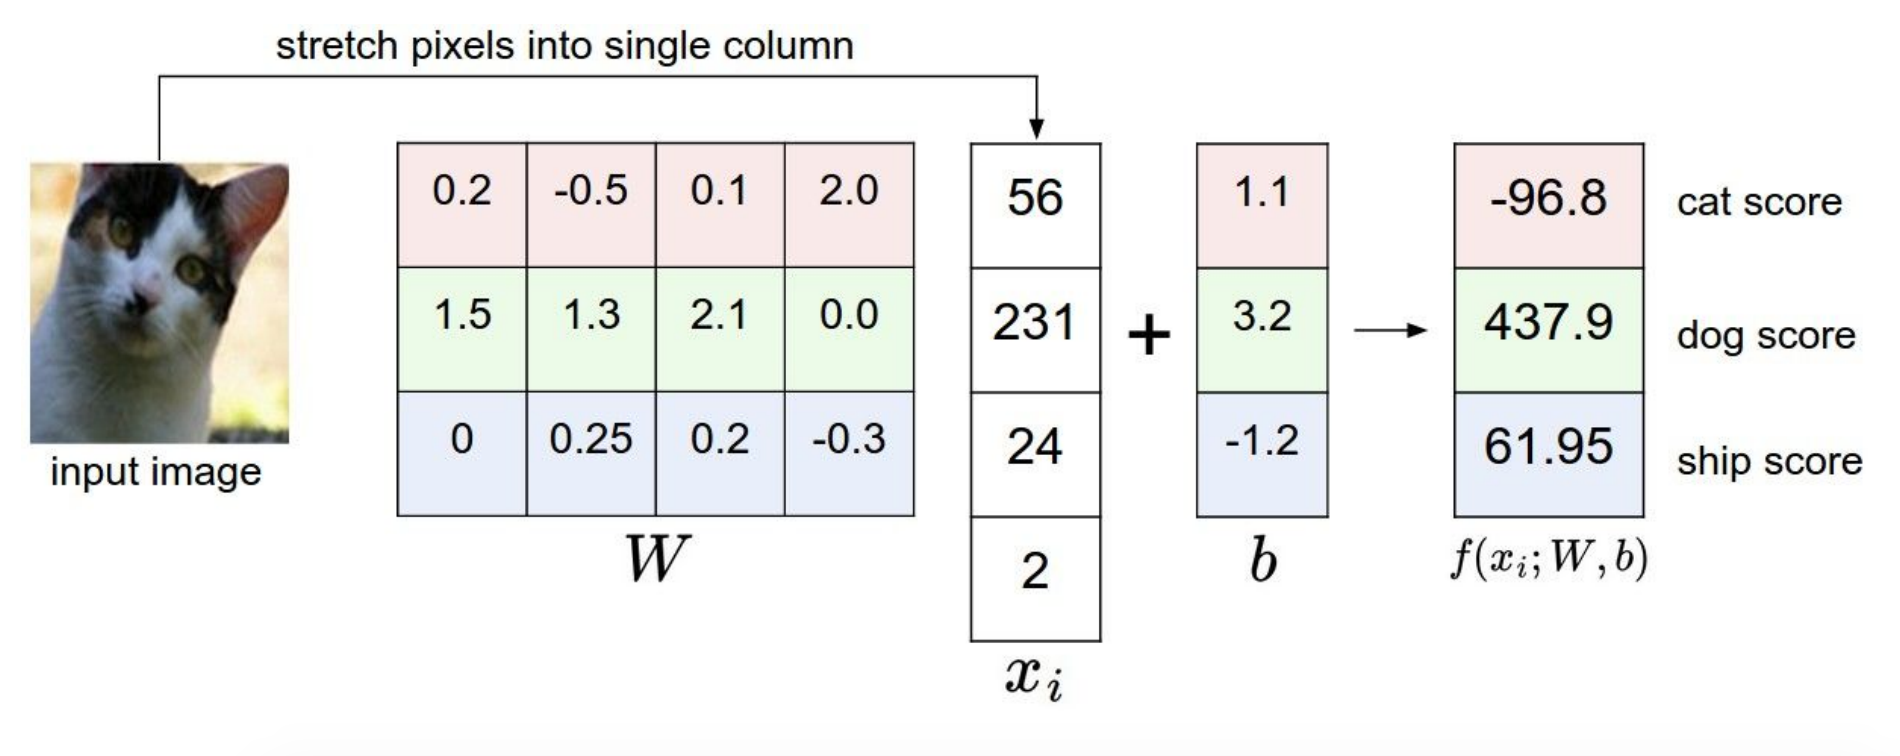 stretch pixels into single column
input image
0.2 -0.5 0.1 2.0
1.5 1.3 2.1 0.0
0 0.25 0.2 -0.3
W
56
231
24
2
x_i
+
1.1
3.2
-1.2
b
-96.8 cat score
437.9 dog score
61.95 ship score
f(x_i; W, b)